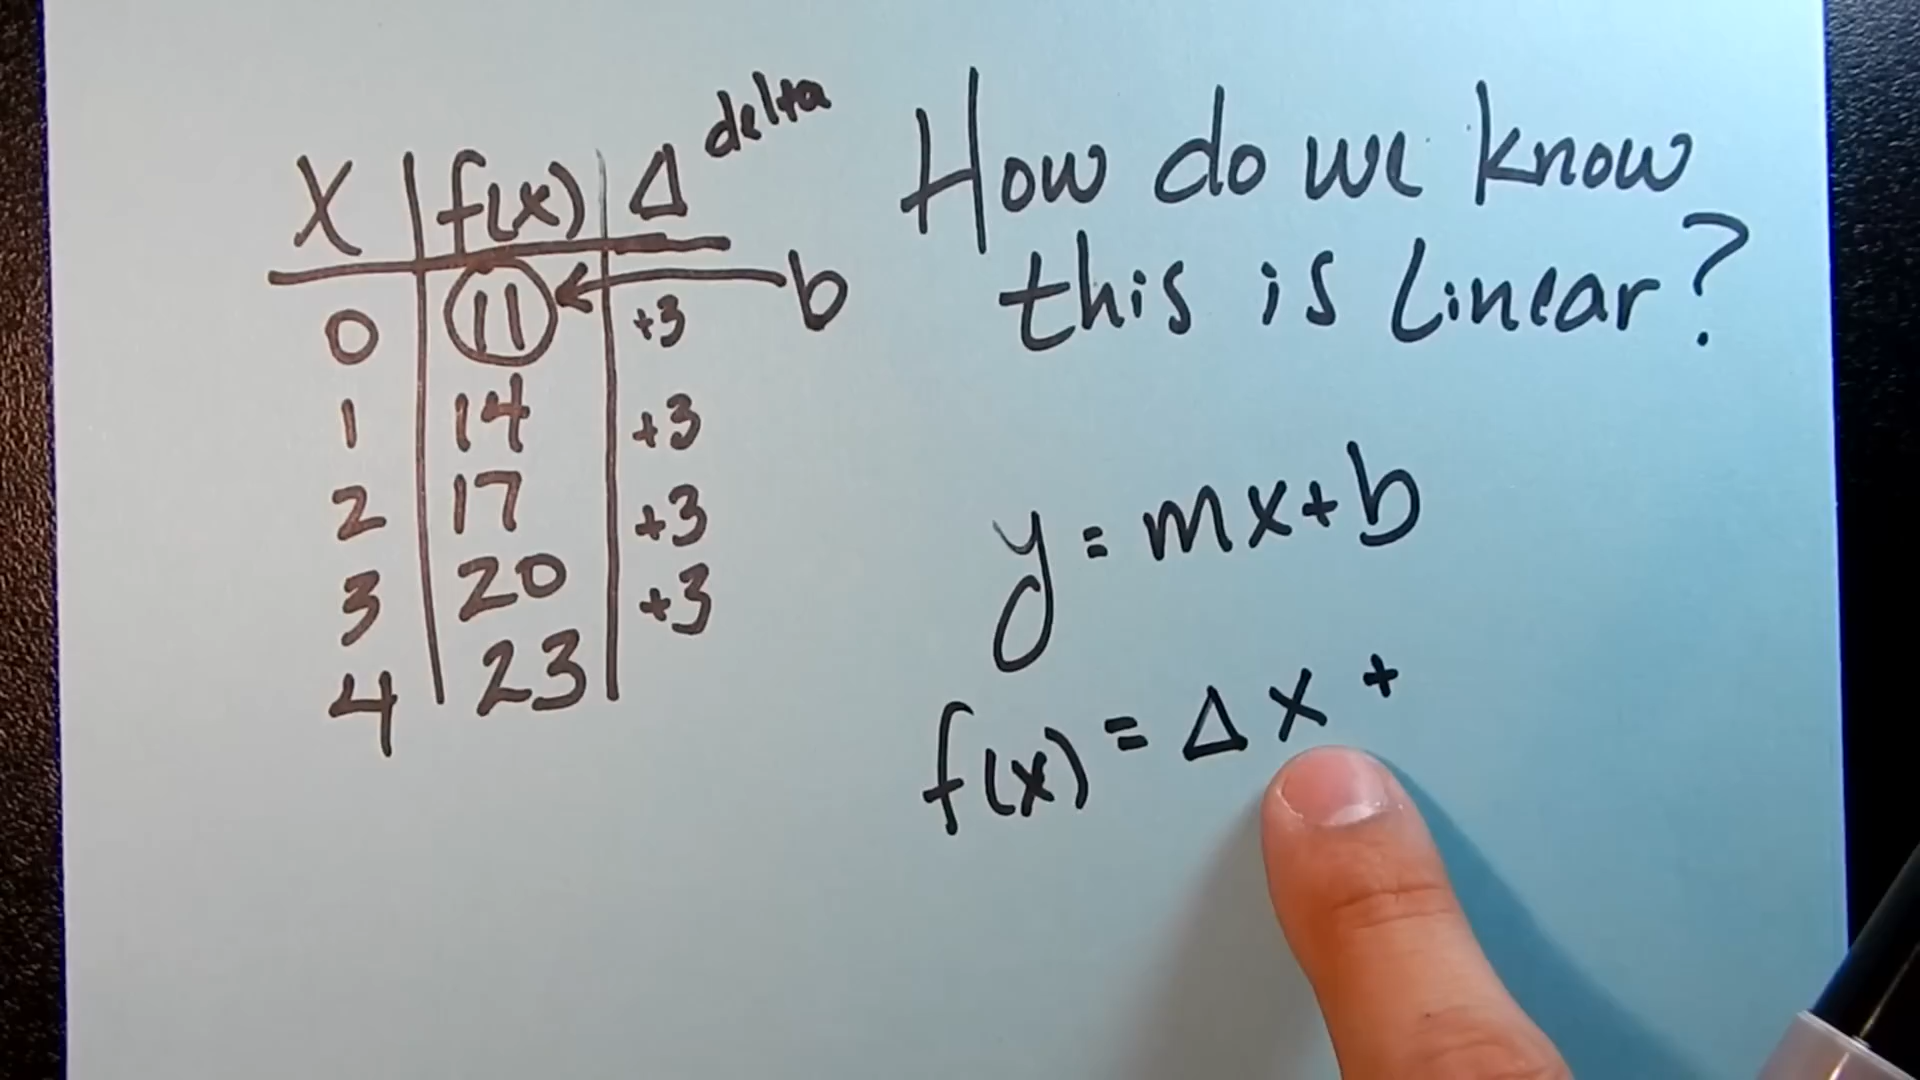 X f(x) Δ delta
0 11 +3 b
1 14 +3
2 17 +3
3 20 +3
4 23
How do we know
this is Linear?
y = mx+b
f(x) = Δ x +